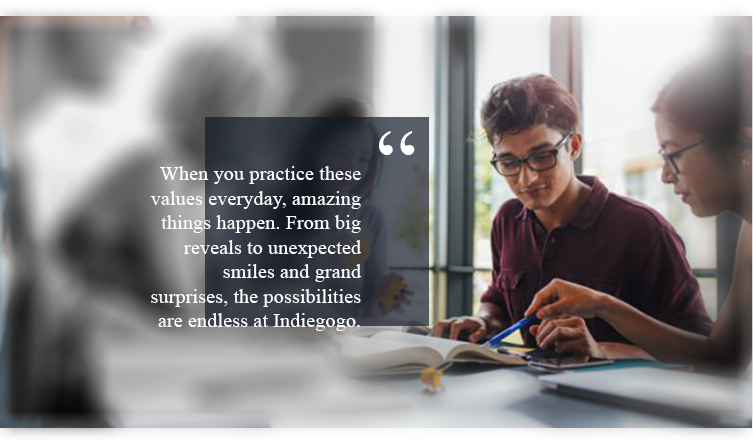 “
When you practice these
values everyday, amazing
things happen. From big
reveals to unexpected
smiles and grand
surprises, the possibilities
are endless at Indiegogo.